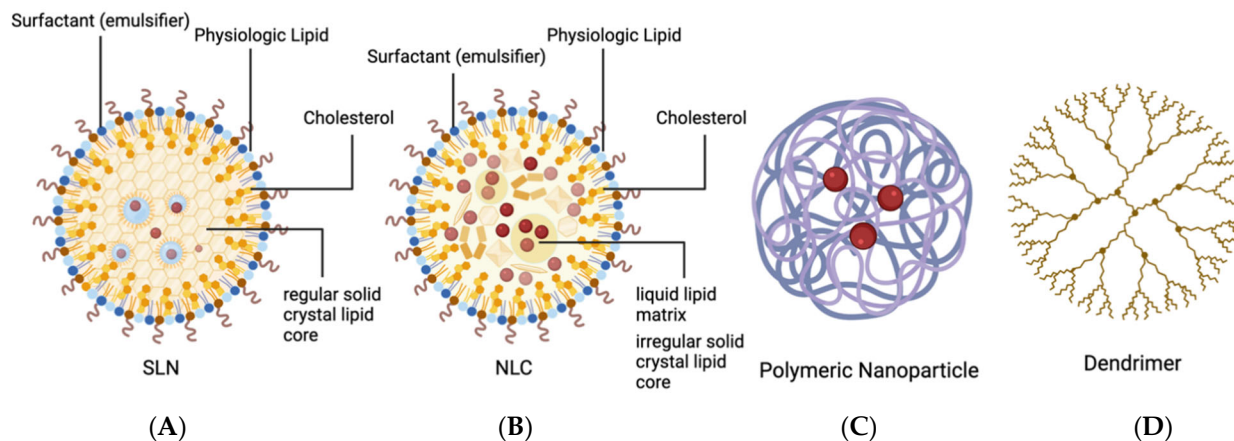 Surfactant (emulsifier)
Physiologic Lipid
Cholesterol
regular solid
crystal lipid
core
SLN
(A)
Surfactant (emulsifier)
Physiologic Lipid
Cholesterol
liquid lipid
matrix
irregular solid
crystal lipid
core
NLC
(B)
Polymeric Nanoparticle
(C)
Dendrimer
(D)